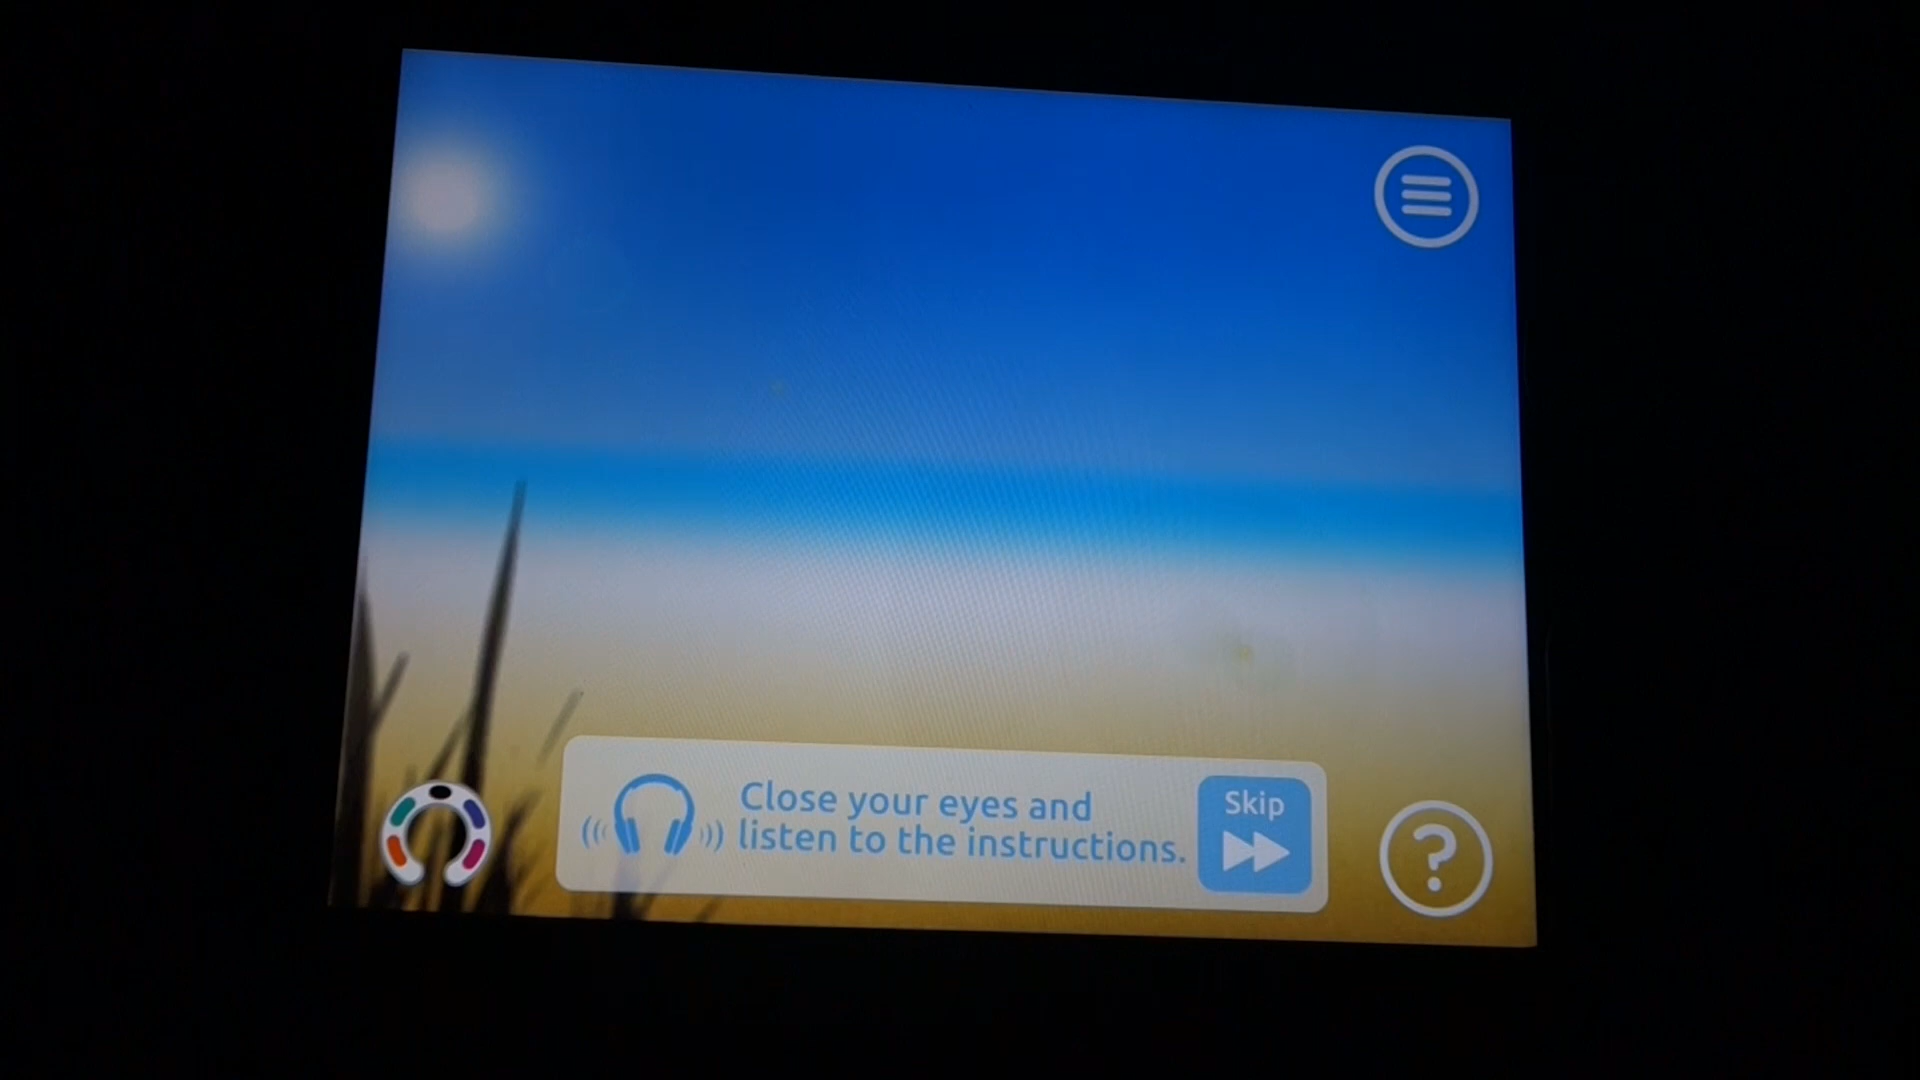 Close your eyes and
listen to the instructions.
Skip